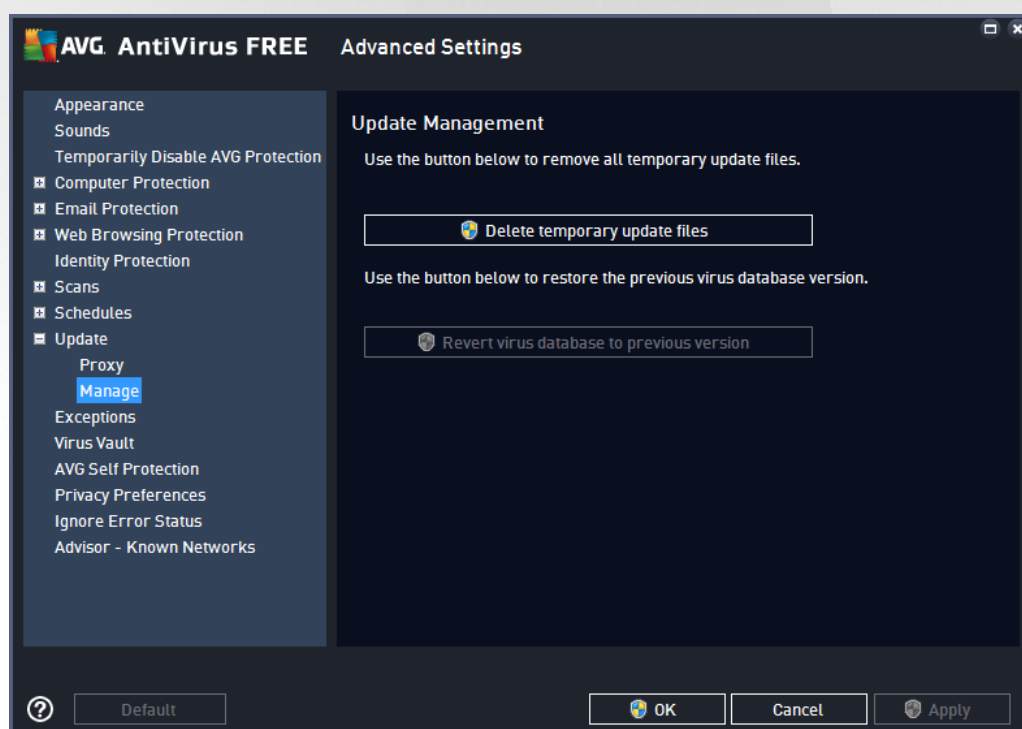 AVG. AntiVirus FREE Advanced Settings
Appearance
Sounds
Temporarily Disable AVG Protection
Computer Protection
Email Protection
Web Browsing Protection
Identity Protection
Scans
Schedules
Update
Proxy
Manage
Exceptions
Virus Vault
AVG Self Protection
Privacy Preferences
Ignore Error Status
Advisor - Known Networks
Update Management
Use the button below to remove all temporary update files.
Delete temporary update files
Use the button below to restore the previous virus database version.
Revert virus database to previous version
? Default OK Cancel Apply